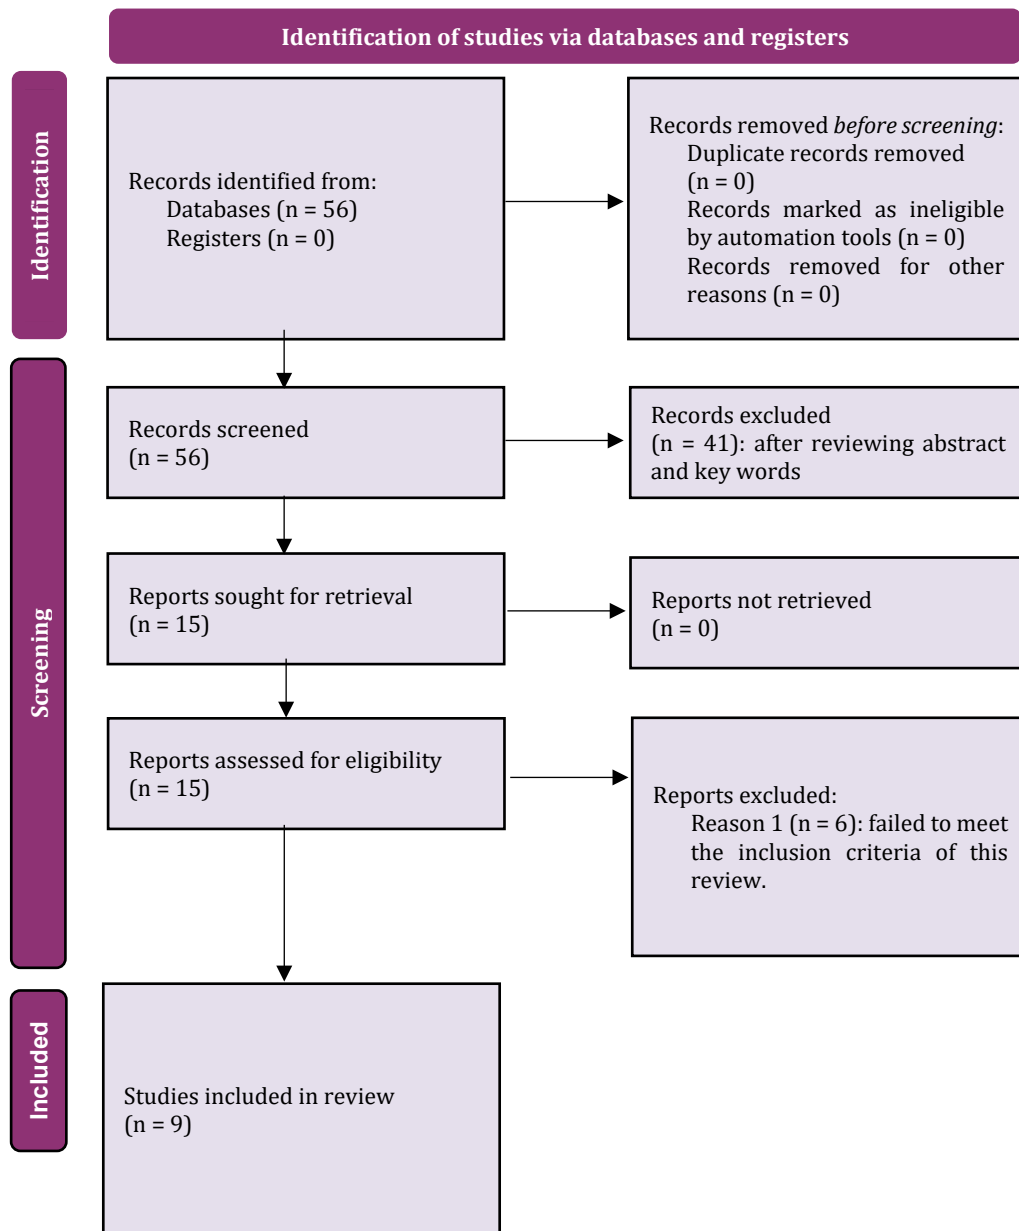 Identification of studies via databases and registers
Identification
Records identified from:
Databases (n = 56)
Registers (n = 0)
Records removed before screening:
Duplicate records removed
(n = 0)
Records marked as ineligible
by automation tools (n = 0)
Records removed for other
reasons (n = 0)
Screening
Records screened
(n = 56)
Records excluded
(n = 41): after reviewing abstract
and key words
Reports sought for retrieval
(n = 15)
Reports not retrieved
(n = 0)
Reports assessed for eligibility
(n = 15)
Reports excluded:
Reason 1 (n = 6): failed to meet
the inclusion criteria of this
review.
Included
Studies included in review
(n = 9)